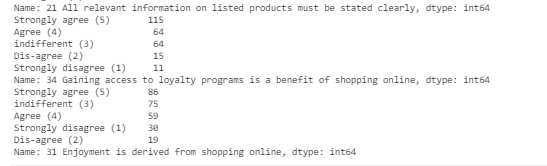 Name: 21 All relevant information on listed products must be stated clearly, dtype: int64
Strongly agree (5) 115
Agree (4) 64
indifferent (3) 64
Dis-agree (2) 15
Strongly disagree (1) 11
Name: 34 Gaining access to loyalty programs is a benefit of shopping online, dtype: int64
Strongly agree (5) 86
indifferent (3) 75
Agree (4) 59
Strongly disagree (1) 30
Dis-agree (2) 19
Name: 31 Enjoyment is derived from shopping online, dtype: int64